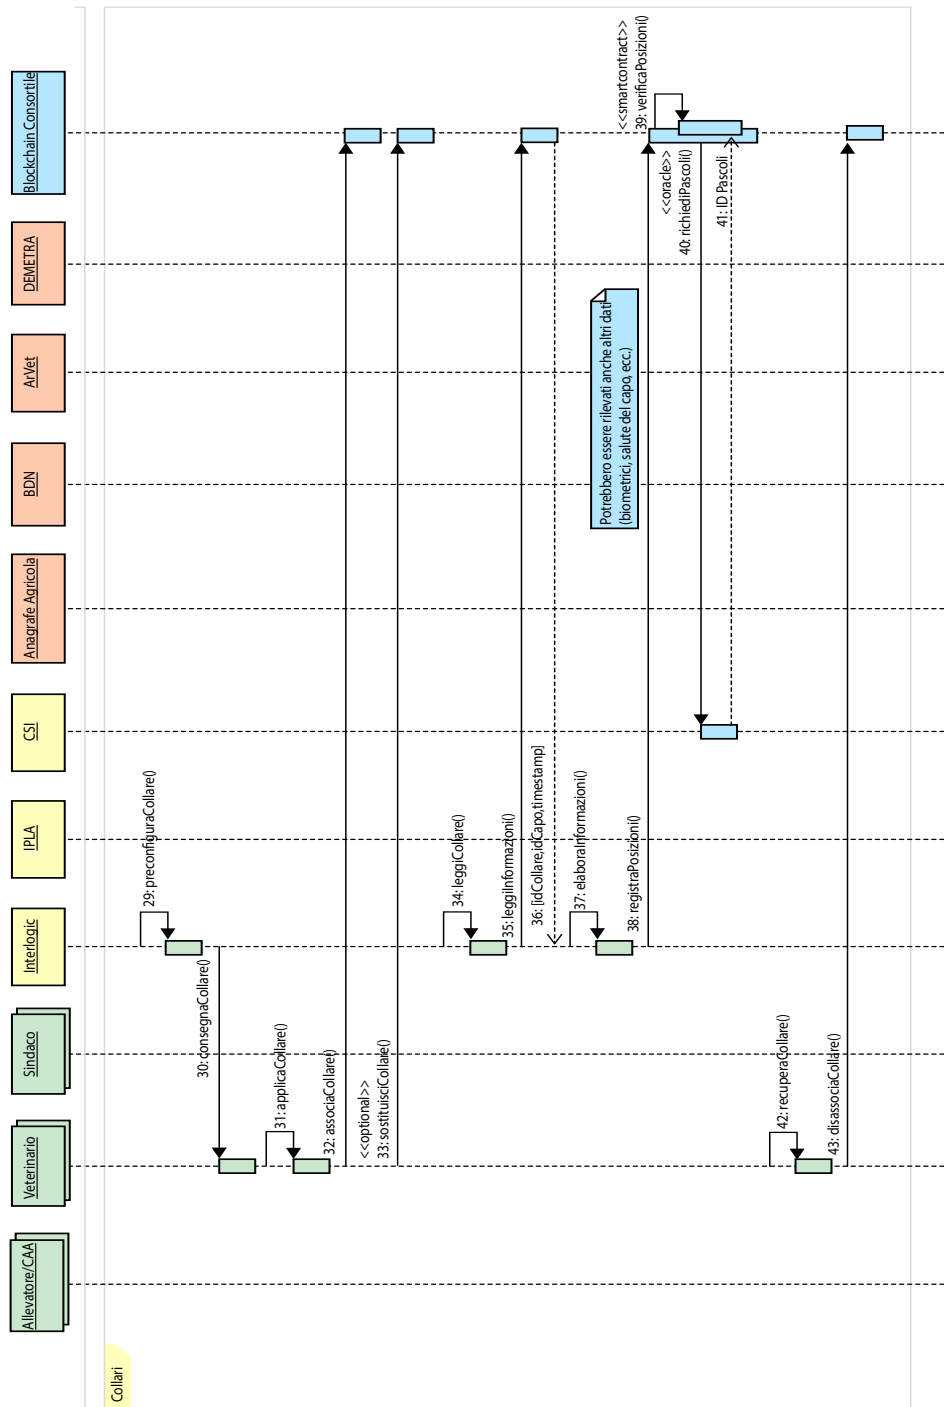 Collari
Allevatore/CAA
Veterinario
Sindaco
Interlogic
IPLA
CSI
Anagrafe Agricola
BDN
ArVet
DEMETRA
Blockchain Consortile
29: preconfiguraCollare()
30: consegnaCollare()
31: applicaCollare()
32: associaCollare()
<<optional>>
33: sostituisciCollare()
34: leggiCollare()
35: leggiInformazioni()
36: [idCollare,idCapo,timestamp]
37: elaboraInformazioni()
Potrebbero essere rilevati anche altri dati
(biometrici, salute del capo, ecc.)
38: registraPosizioni()
<<smartcontract>>
39: verificaPosizioni()
<<oracle>>
40: richiediPascoli()
41: ID Pascoli
42: recuperaCollare()
43: disassociaCollare()